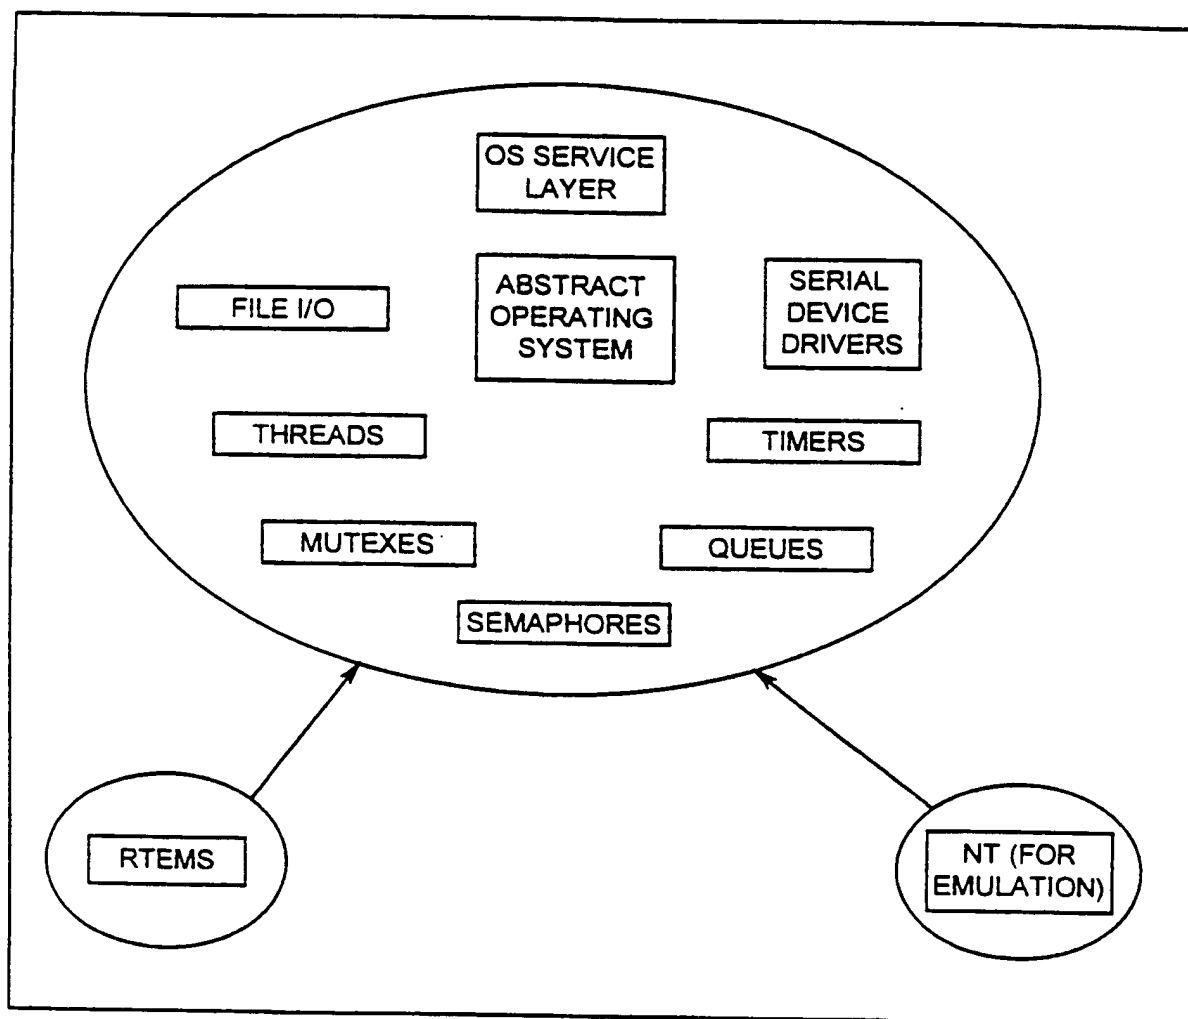 OS SERVICE
LAYER
FILE I/O
ABSTRACT
OPERATING
SYSTEM
SERIAL
DEVICE
DRIVERS
THREADS
TIMERS
MUTEXES
QUEUES
SEMAPHORES
RTEMS
NT (FOR
EMULATION)